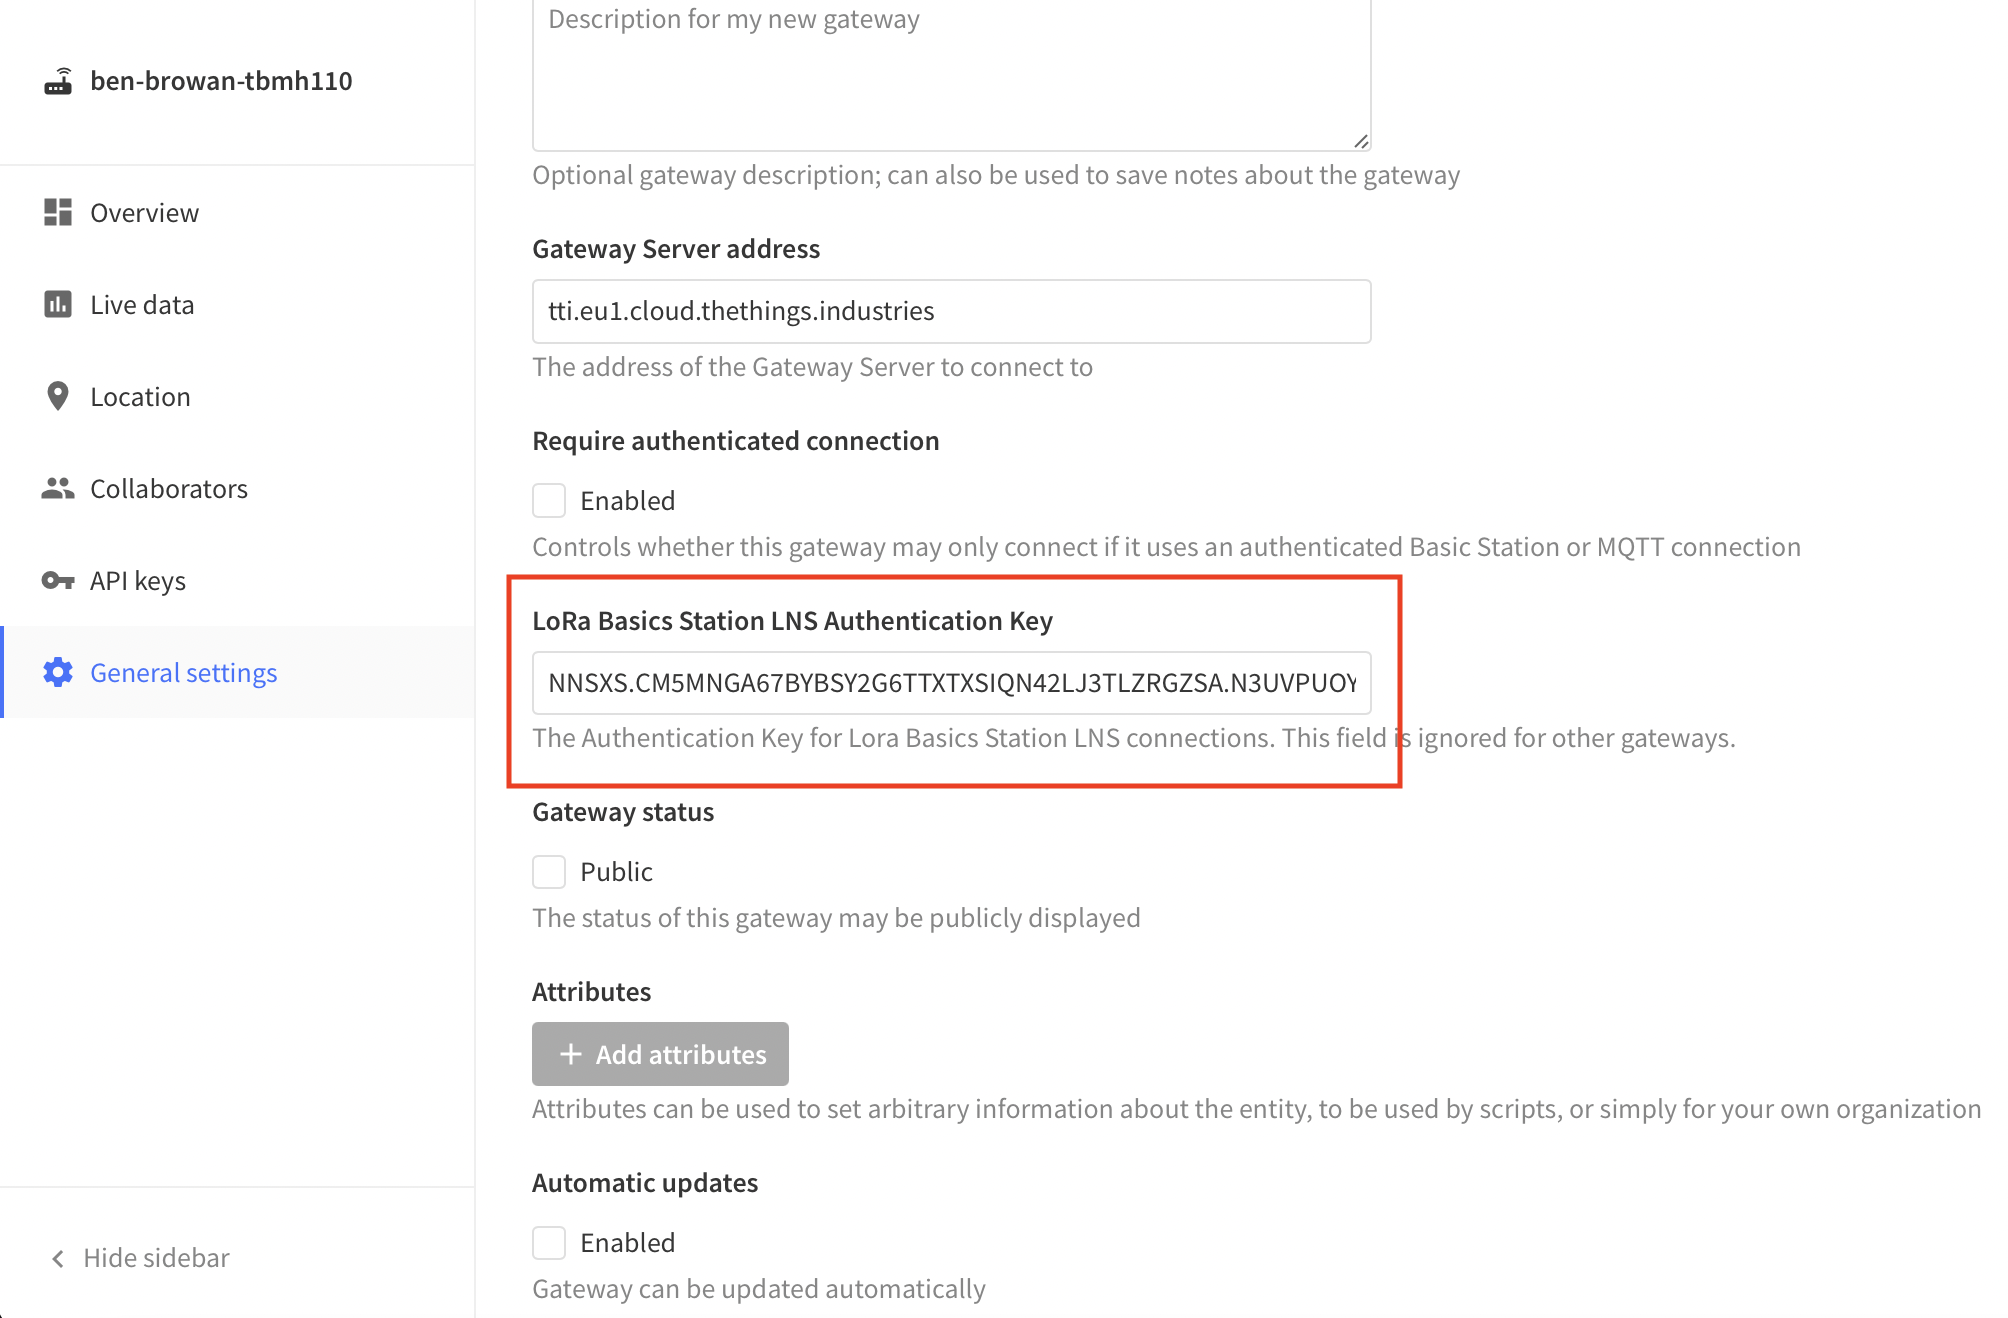 ben-browan-tbmh110
Overview
Live data
Location
Collaborators
API keys
General settings
Hide sidebar
Description for my new gateway
Optional gateway description; can also be used to save notes about the gateway
Gateway Server address
tti.eu1.cloud.thethings.industries
The address of the Gateway Server to connect to
Require authenticated connection
Enabled
Controls whether this gateway may only connect if it uses an authenticated Basic Station or MQTT connection
LoRa Basics Station LNS Authentication Key
NNSXS.CM5MNGA67BYBSY2G6TTXTXSIQN42LJ3TLZRGZSA.N3UVPUOY
The Authentication Key for Lora Basics Station LNS connections. This field is ignored for other gateways.
Gateway status
Public
The status of this gateway may be publicly displayed
Attributes
+ Add attributes
Attributes can be used to set arbitrary information about the entity, to be used by scripts, or simply for your own organization
Automatic updates
Enabled
Gateway can be updated automatically